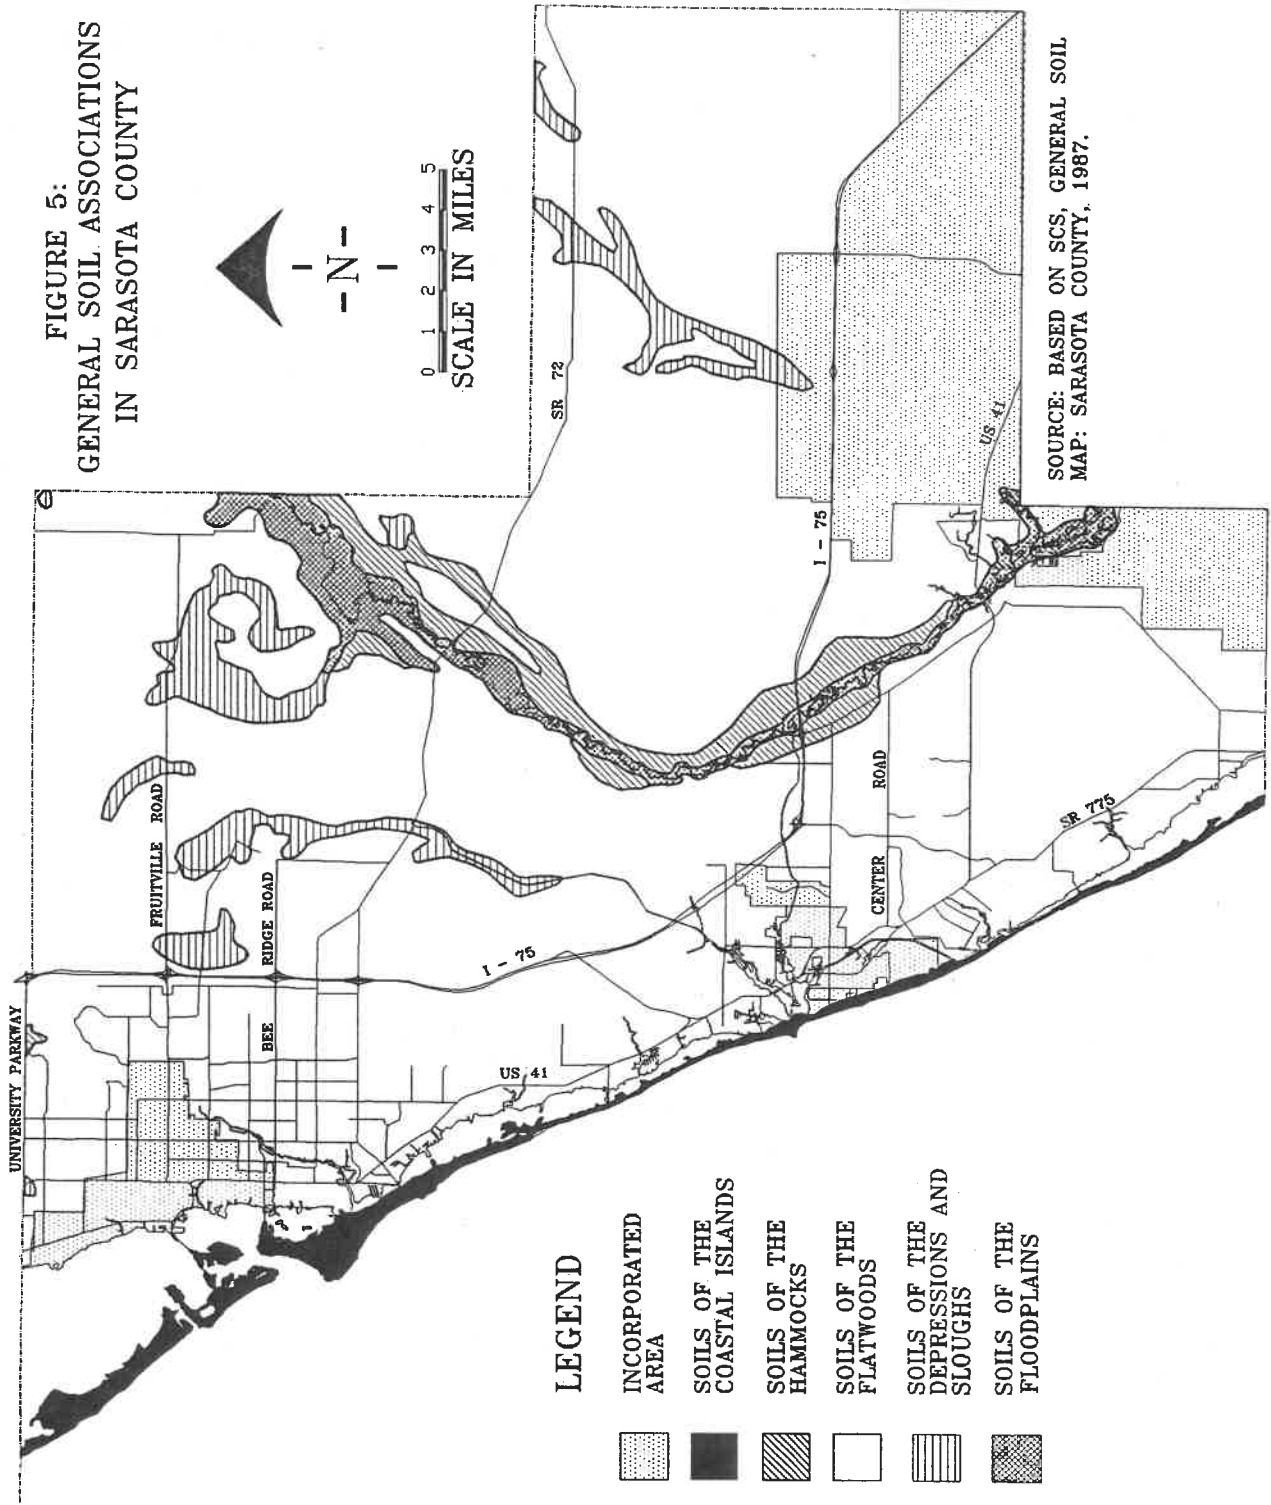 FIGURE 5:
GENERAL SOIL ASSOCIATIONS
IN SARASOTA COUNTY
-N-
0 1 2 3 4 5
SCALE IN MILES
UNIVERSITY PARKWAY
FRUITVILLE ROAD
BEE RIDGE ROAD
I - 75
US 41
SR 72
I - 75
CENTER ROAD
SR 775
US 41
LEGEND
INCORPORATED
AREA
SOILS OF THE
COASTAL ISLANDS
SOILS OF THE
HAMMOCKS
SOILS OF THE
FLATWOODS
SOILS OF THE
DEPRESSIONS AND
SLOUGHS
SOILS OF THE
FLOODPLAINS
SOURCE: BASED ON SCS, GENERAL SOIL
MAP: SARASOTA COUNTY, 1987.